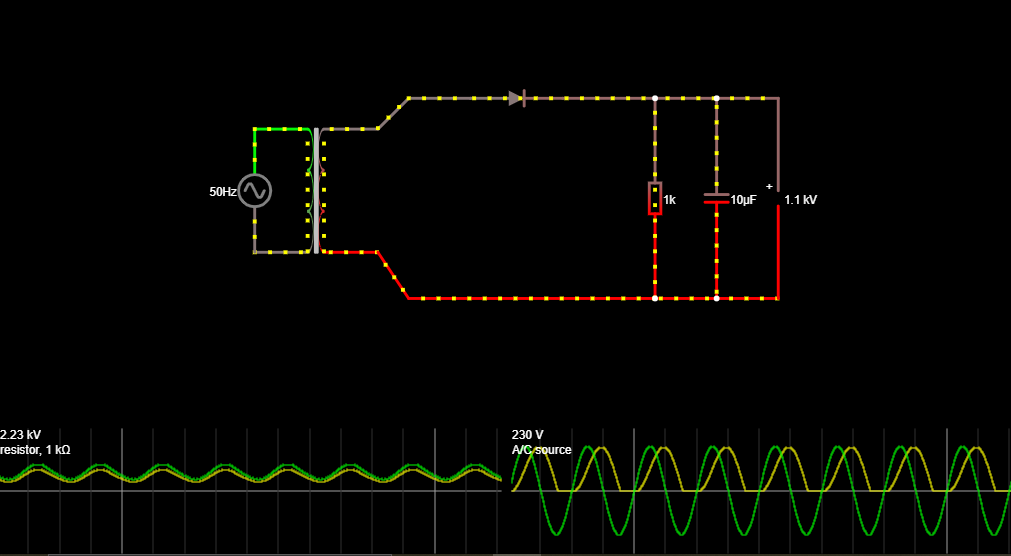 50Hz
1k
10µF
+
1.1 kV
2.23 kV
resistor, 1 kΩ
230 V
A/C source